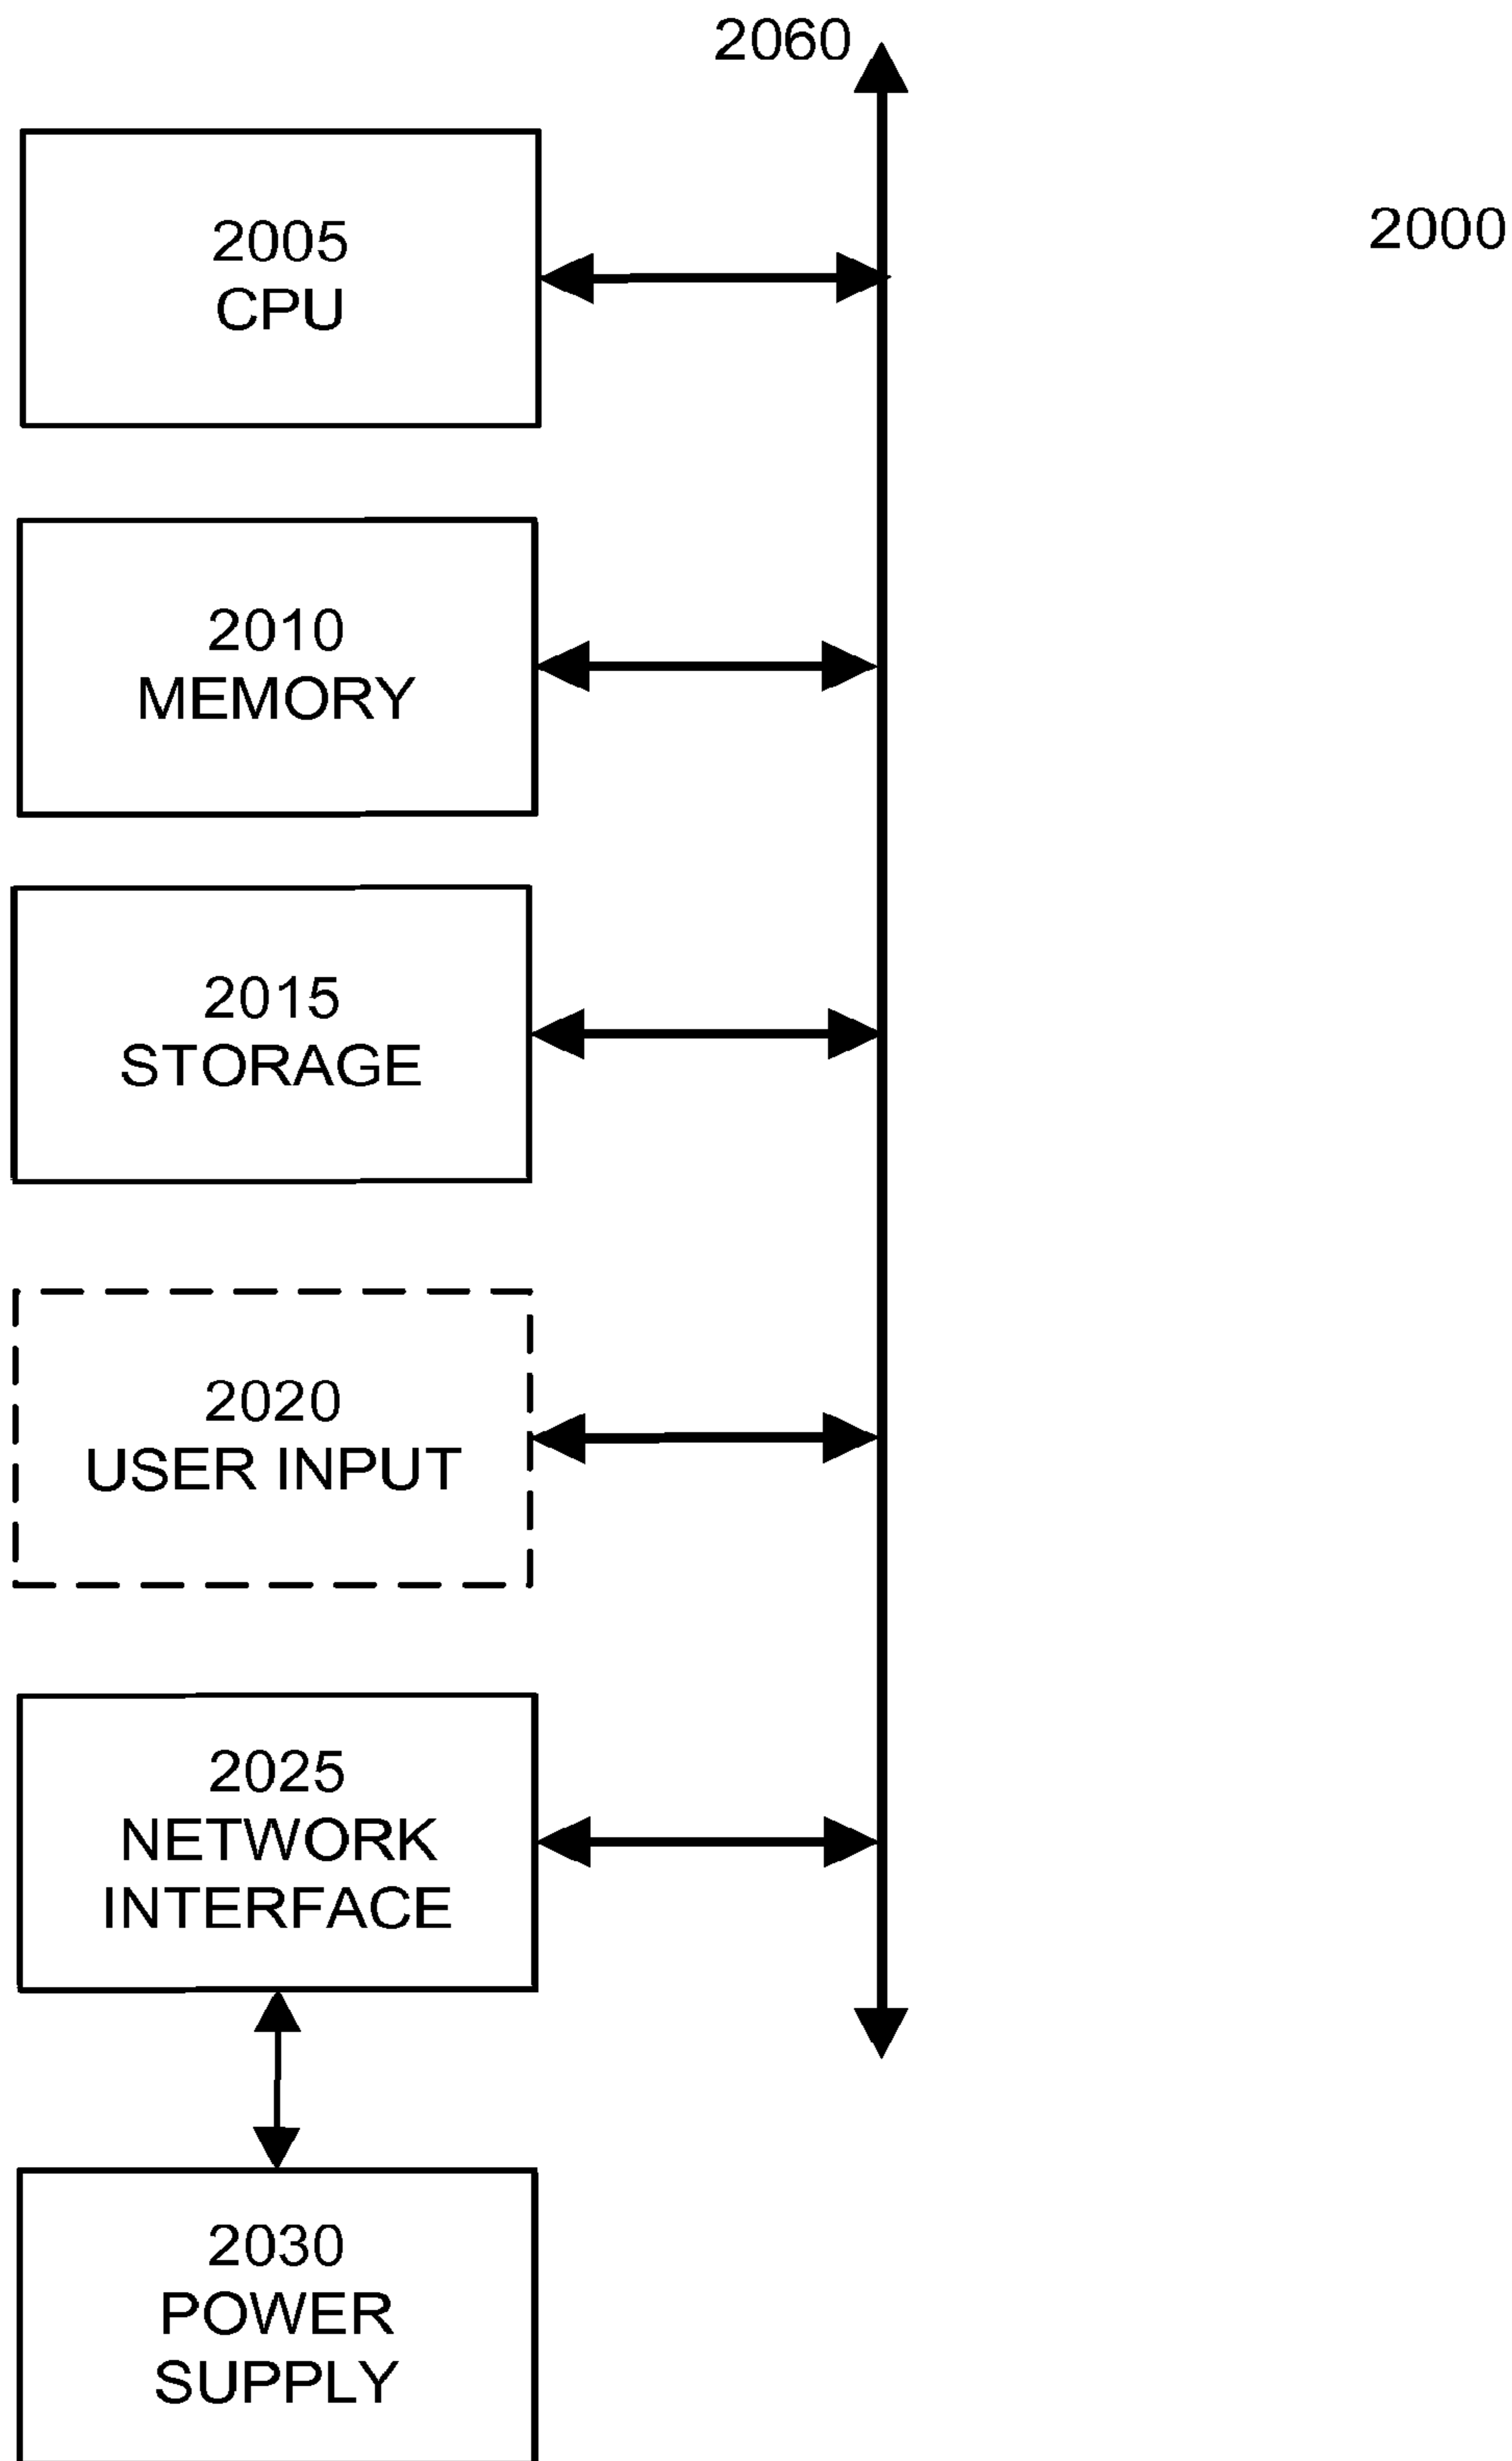 2060
2000
2005
CPU
2010
MEMORY
2015
STORAGE
2020
USER INPUT
2025
NETWORK
INTERFACE
2030
POWER
SUPPLY